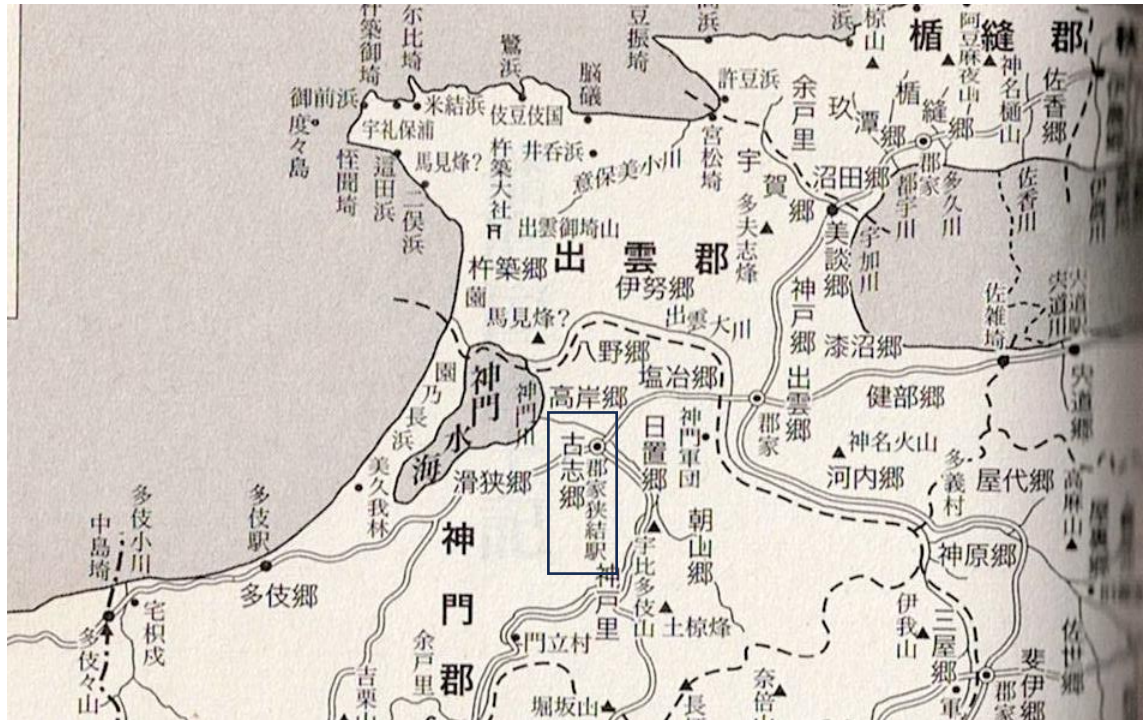 杵築御埼
尓比埼
鷺浜
脳礒
豆振埼
椋山
楯縫郡
阿豆麻夜山
神名樋山
佐香郷
御前浜
度々島
米結浜
宇礼保浦
伎豆伎国
許豆浜
余戸里
玖潭郷
楯縫郷
郡家
馬見烽?
杵築大社
井呑浜
意保美小川
宮松埼
宇賀郷
沼田郷
都宇川
多久川
佐香川
枉聞埼
這田浜
二俣浜
出雲御埼山
多夫志烽
美談郷
宇加川
出雲郡
杵築郷
伊努郷
神戸郷
佐雑埼
宍道川
宍道駅
薗
馬見烽?
出雲大川
漆沼郷
八野郷
塩冶郷
出雲郷
健部郷
宍道郷
神門水海
園乃長浜
神門川
高岸郷
日置郷
神門軍団
郡家
神名火山
河内郷
多義村
屋代郷
高麻山
美久我林
滑狭郷
古志郷
郡家狭結駅
朝山郷
多伎駅
多伎小川
中島埼
多伎郷
宅枳戍
多伎々山
神門郡
神戸里
宇比多伎山
土椋烽
神原郷
伊我山
三屋郷
余戸里
門立村
吉栗山
堀坂山
奈倍山
斐伊郷
郡家
佐世郷